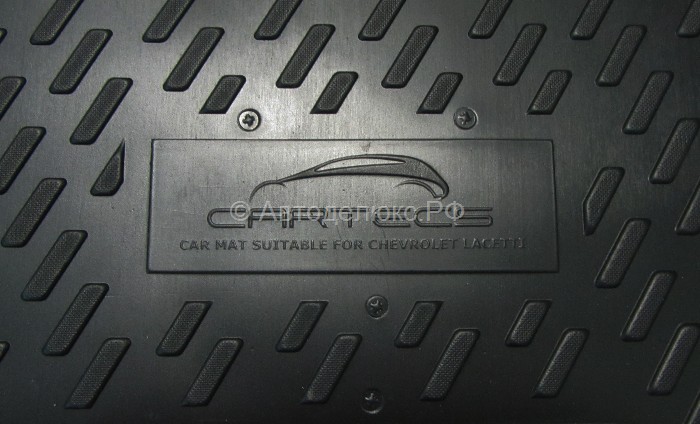 CARTECS
© Автоделюкс.РФ
CAR MAT SUITABLE FOR CHEVROLET LACETTI